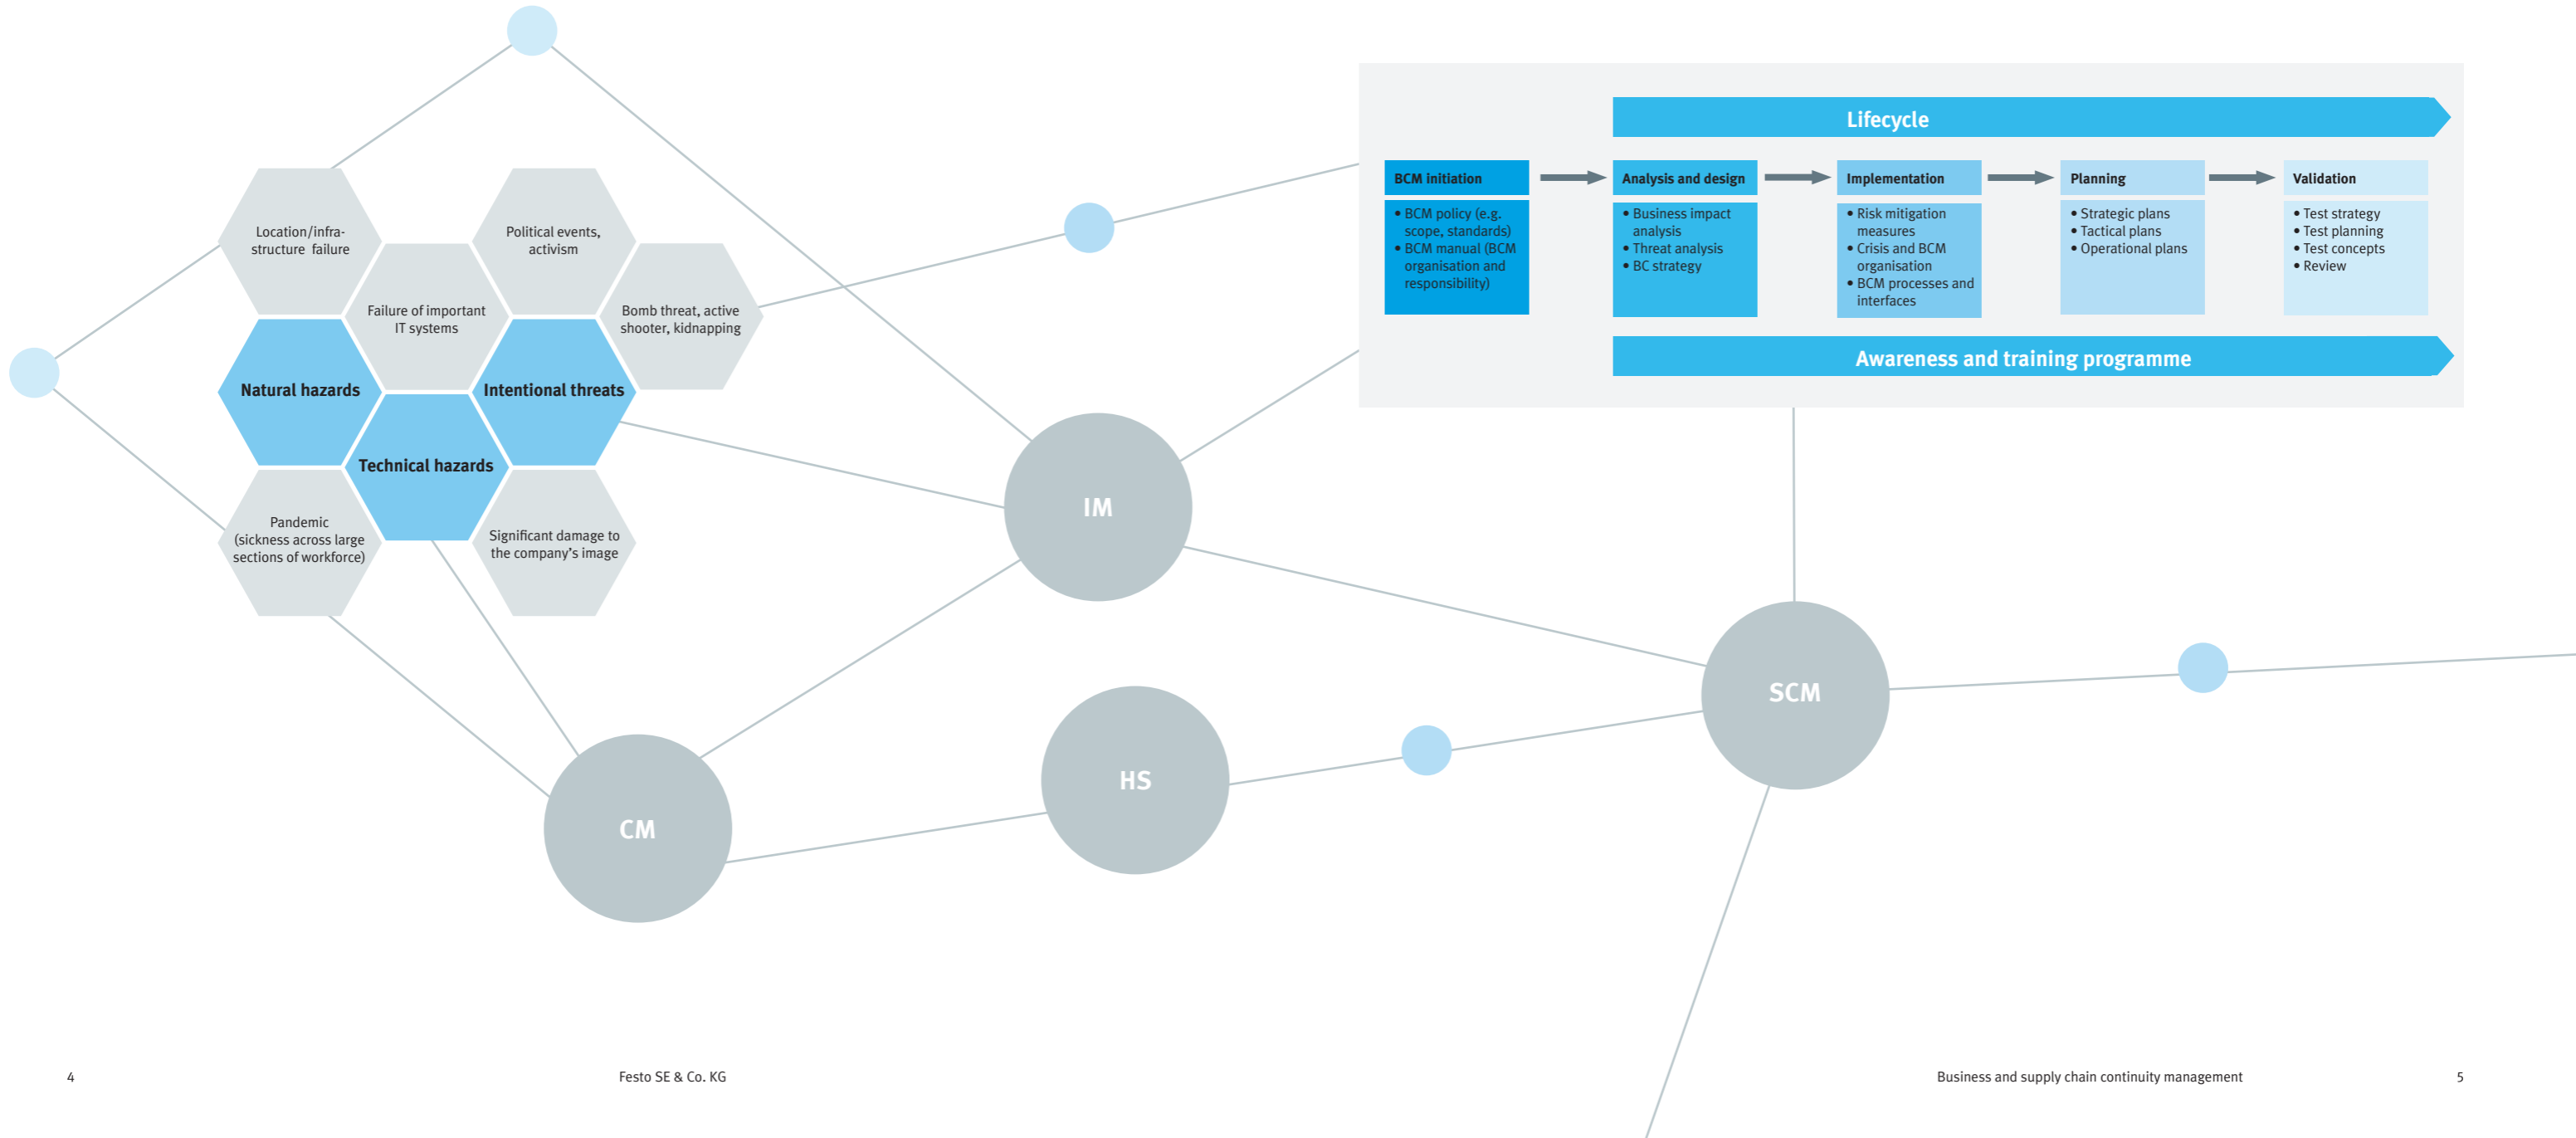 Location/infra-
structure failure
Political events,
activism
Failure of important
IT systems
Bomb threat, active
shooter, kidnapping
Natural hazards
Intentional threats
Technical hazards
Pandemic
(sickness across large
sections of workforce)
Significant damage to
the company's image
IM
CM
HS
SCM
Lifecycle
BCM initiation
• BCM policy (e.g.
scope, standards)
• BCM manual (BCM
organisation and
responsibility)
Analysis and design
• Business impact
analysis
• Threat analysis
• BC strategy
Implementation
• Risk mitigation
measures
• Crisis and BCM
organisation
• BCM processes and
interfaces
Planning
• Strategic plans
• Tactical plans
• Operational plans
Validation
• Test strategy
• Test planning
• Test concepts
• Review
Awareness and training programme
4
Festo SE & Co. KG
Business and supply chain continuity management
5